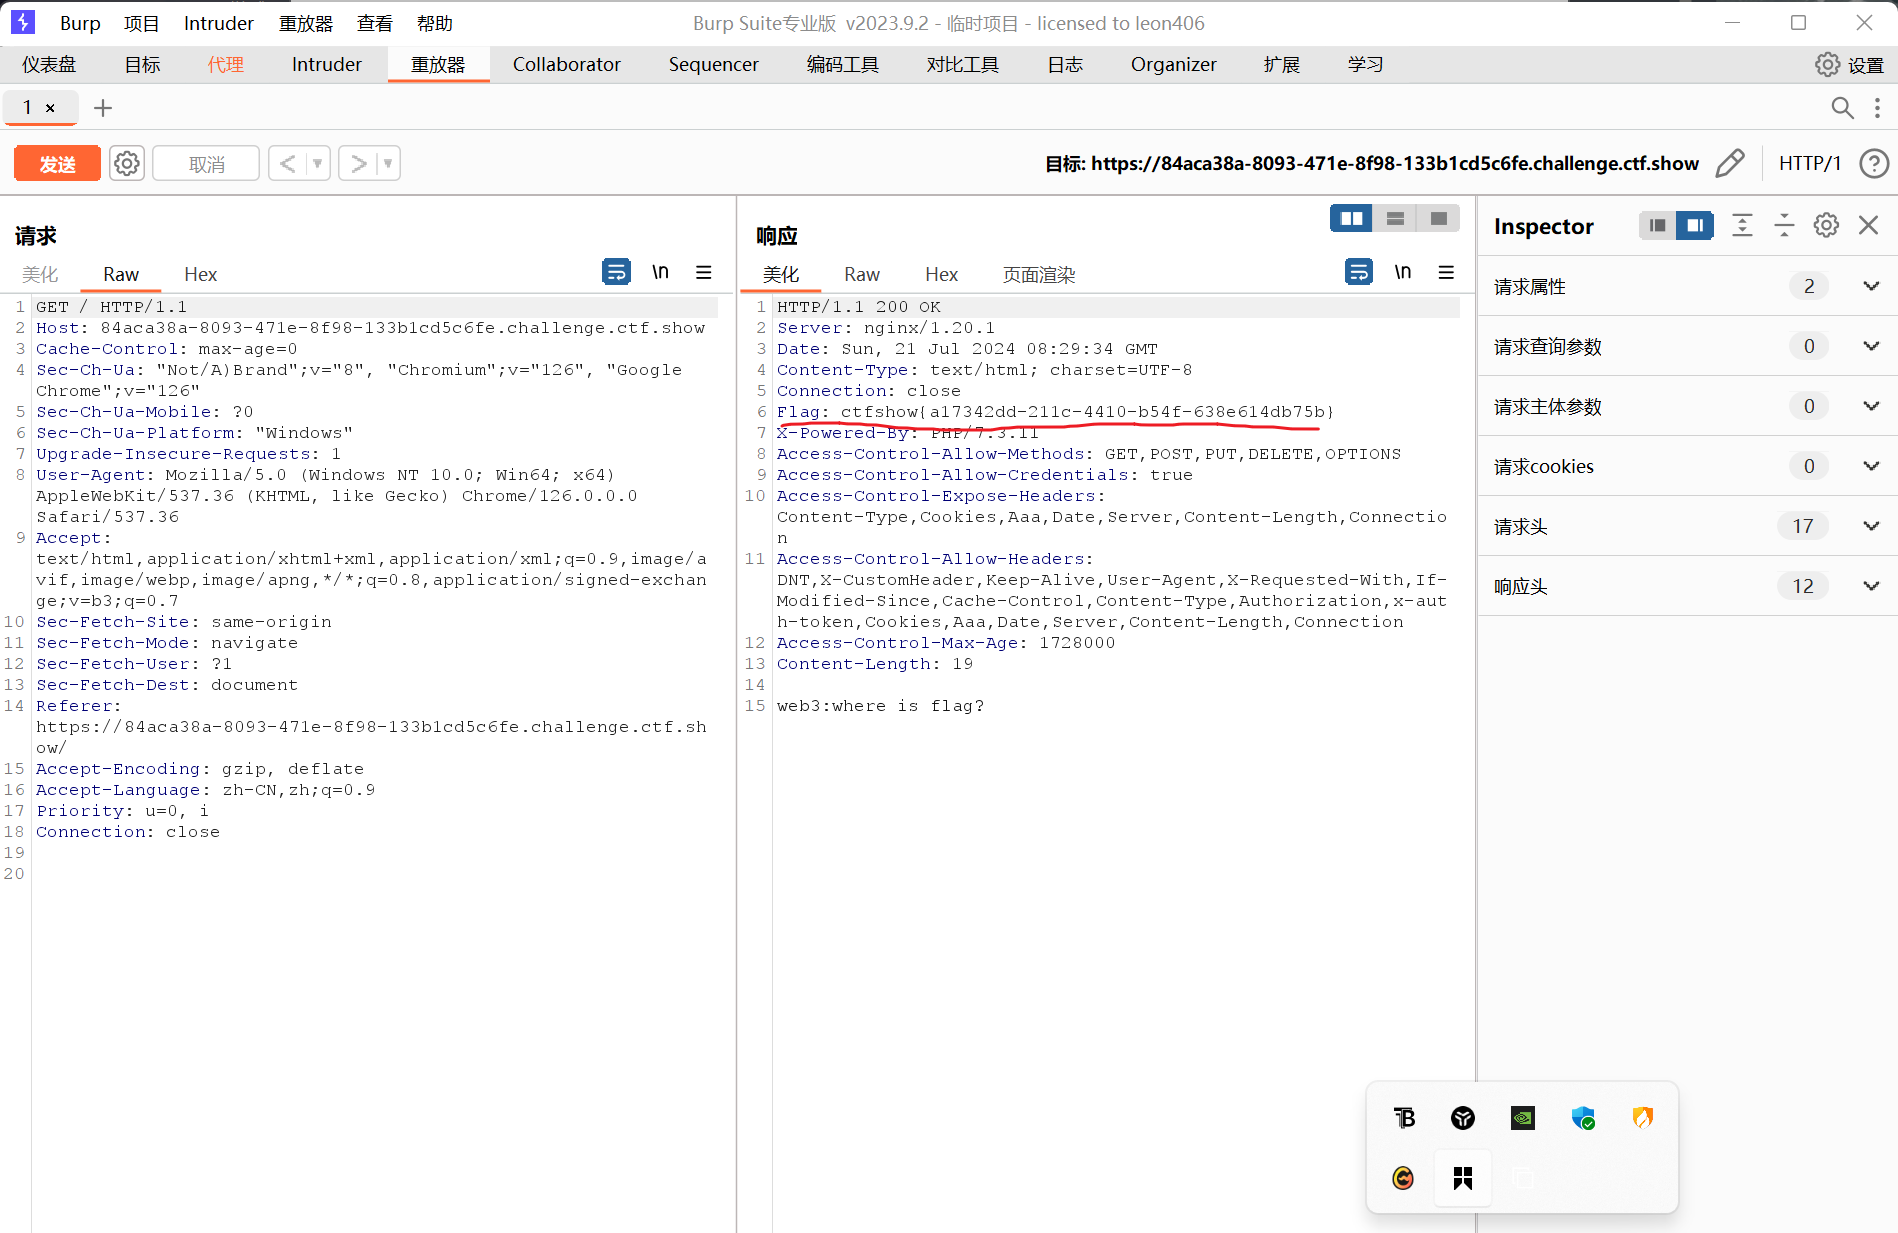 Burp 项目 Intruder 重放器 查看 帮助 Burp Suite专业版 v2023.9.2 - 临时项目 - licensed to leon406
仪表盘 目标 代理 Intruder 重放器 Collaborator Sequencer 编码工具 对比工具 日志 Organizer 扩展 学习 设置
1 ×
发送 取消 < > 目标: https://84aca38a-8093-471e-8f98-133b1cd5c6fe.challenge.ctf.show HTTP/1
请求
美化 Raw Hex \n
1 GET / HTTP/1.1
2 Host: 84aca38a-8093-471e-8f98-133b1cd5c6fe.challenge.ctf.show
3 Cache-Control: max-age=0
4 Sec-Ch-Ua: "Not/A)Brand";v="8", "Chromium";v="126", "Google
Chrome";v="126"
5 Sec-Ch-Ua-Mobile: ?0
6 Sec-Ch-Ua-Platform: "Windows"
7 Upgrade-Insecure-Requests: 1
8 User-Agent: Mozilla/5.0 (Windows NT 10.0; Win64; x64)
AppleWebKit/537.36 (KHTML, like Gecko) Chrome/126.0.0.0
Safari/537.36
9 Accept:
text/html,application/xhtml+xml,application/xml;q=0.9,image/a
vif,image/webp,image/apng,*/*;q=0.8,application/signed-exchan
ge;v=b3;q=0.7
10 Sec-Fetch-Site: same-origin
11 Sec-Fetch-Mode: navigate
12 Sec-Fetch-User: ?1
13 Sec-Fetch-Dest: document
14 Referer:
https://84aca38a-8093-471e-8f98-133b1cd5c6fe.challenge.ctf.sh
ow/
15 Accept-Encoding: gzip, deflate
16 Accept-Language: zh-CN,zh;q=0.9
17 Priority: u=0, i
18 Connection: close
19
20
响应
美化 Raw Hex 页面渲染 \n
1 HTTP/1.1 200 OK
2 Server: nginx/1.20.1
3 Date: Sun, 21 Jul 2024 08:29:34 GMT
4 Content-Type: text/html; charset=UTF-8
5 Connection: close
6 Flag: ctfshow{a17342dd-211c-4410-b54f-638e614db75b}
7 X-Powered-By: PHP/7.3.11
8 Access-Control-Allow-Methods: GET,POST,PUT,DELETE,OPTIONS
9 Access-Control-Allow-Credentials: true
10 Access-Control-Expose-Headers:
Content-Type,Cookies,Aaa,Date,Server,Content-Length,Connectio
n
11 Access-Control-Allow-Headers:
DNT,X-CustomHeader,Keep-Alive,User-Agent,X-Requested-With,If-
Modified-Since,Cache-Control,Content-Type,Authorization,x-aut
h-token,Cookies,Aaa,Date,Server,Content-Length,Connection
12 Access-Control-Max-Age: 1728000
13 Content-Length: 19
14
15 web3:where is flag?
Inspector
请求属性 2
请求查询参数 0
请求主体参数 0
请求cookies 0
请求头 17
响应头 12